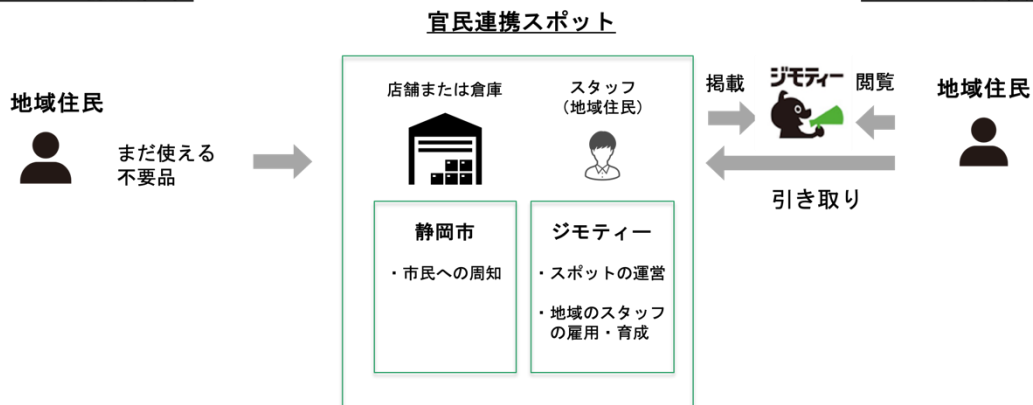 官民連携スポット
地域住民
まだ使える
不要品
店舗または倉庫
スタッフ
（地域住民）
静岡市
・市民への周知
ジモティー
・スポットの運営
・地域のスタッフ
の雇用・育成
掲載
ジモティー
閲覧
引き取り
地域住民